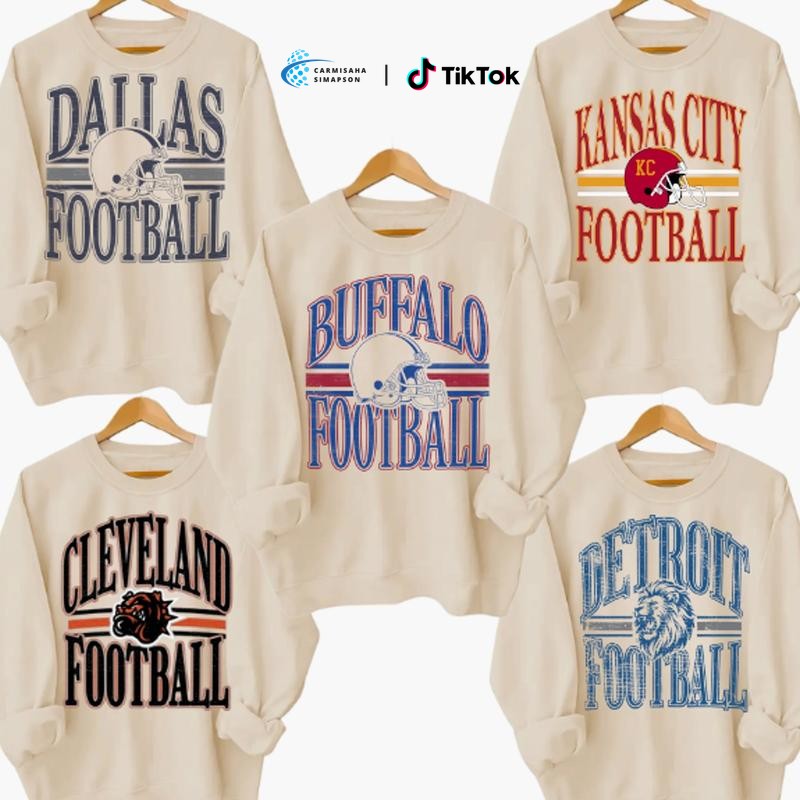 CARMISAHA
SIMAPSON
|
TikTok
DALLAS
FOOTBALL
KANSAS CITY
KC
FOOTBALL
BUFFALO
FOOTBALL
CLEVELAND
FOOTBALL
DETROIT
FOOTBALL